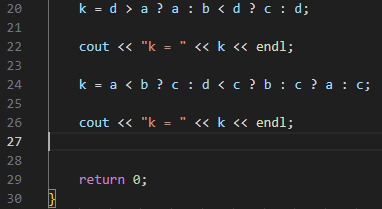 20 k = d > a ? a : b < d ? c : d;
21
22 cout << "k = " << k << endl;
23
24 k = a < b ? c : d < c ? b : c ? a : c;
25
26 cout << "k = " << k << endl;
27
28
29 return 0;
30 }